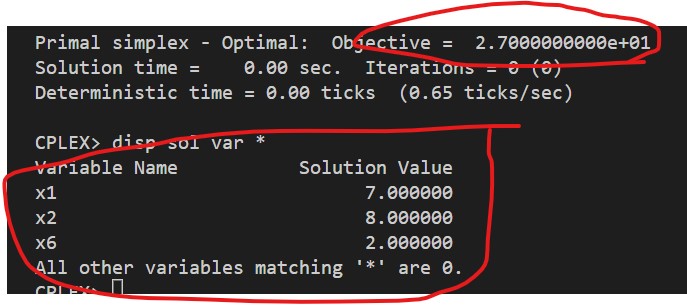 Primal simplex - Optimal:  Objective =  2.7000000000e+01
Solution time =    0.00 sec.  Iterations = 0 (0)
Deterministic time = 0.00 ticks  (0.65 ticks/sec)
CPLEX> disp sol var *
Variable Name           Solution Value
x1                            7.000000
x2                            8.000000
x6                            2.000000
All other variables matching '*' are 0.
CPLEX>